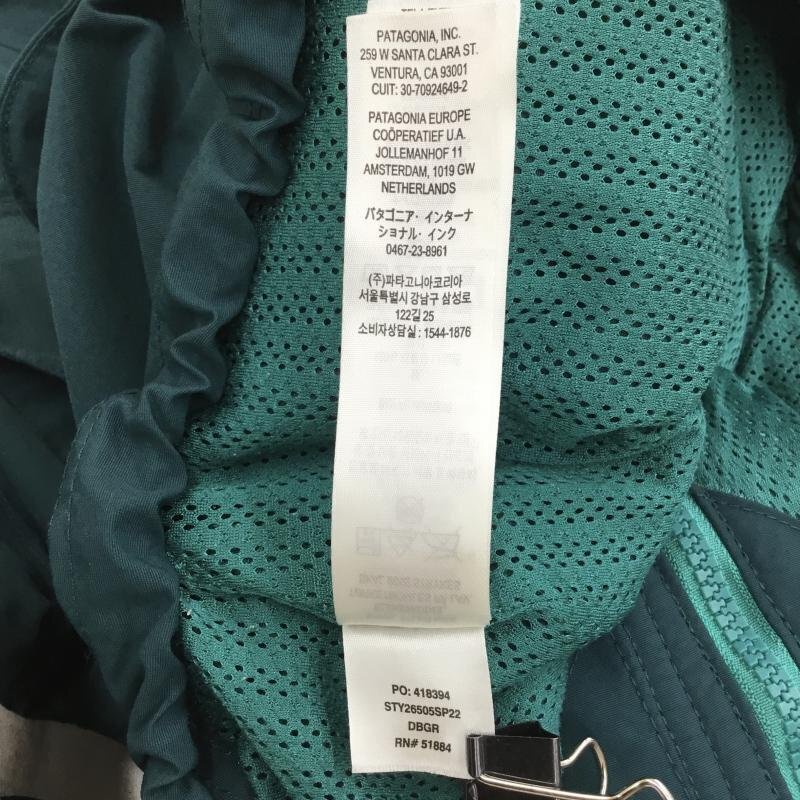 PATAGONIA, INC.
259 W SANTA CLARA ST.
VENTURA, CA 93001
CUIT: 30-70924649-2
PATAGONIA EUROPE
COÖPERATIEF U.A.
JOLLEMANHOF 11
AMSTERDAM, 1019 GW
NETHERLANDS
パタゴニア・インターナ
ショナル・インク
0467-23-8961
(주)파타고니아코리아
서울특별시 강남구 삼성로
122길 25
소비자상담실 : 1544-1876
PO: 418394
STY26505SP22
DBGR
RN# 51884